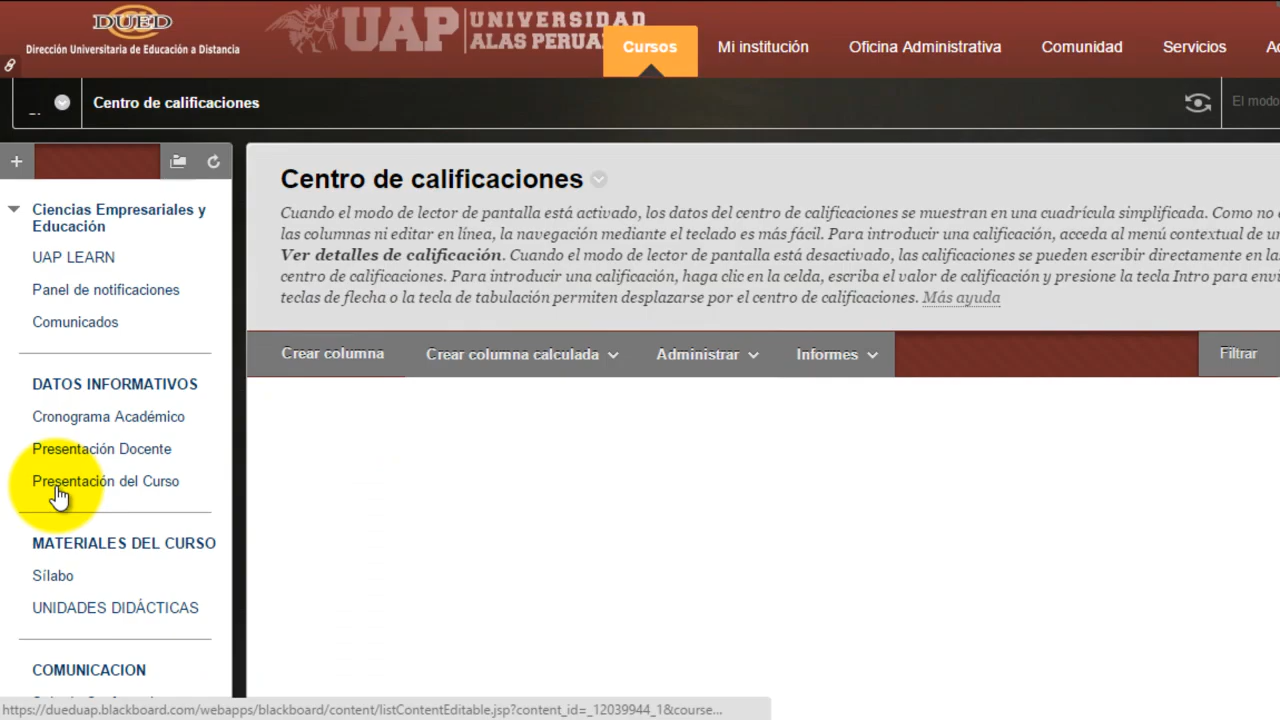 DUED
Dirección Universitaria de Educación a Distancia
UAP
UNIVERSIDAD
ALAS PERUA
Cursos
Mi institución
Oficina Administrativa
Comunidad
Servicios
Centro de calificaciones
El modo
Ciencias Empresariales y
Educación
UAP LEARN
Panel de notificaciones
Comunicados
DATOS INFORMATIVOS
Cronograma Académico
Presentación Docente
Presentación del Curso
MATERIALES DEL CURSO
Sílabo
UNIDADES DIDÁCTICAS
COMUNICACION
Centro de calificaciones
Cuando el modo de lector de pantalla está activado, los datos del centro de calificaciones se muestran en una cuadrícula simplificada. Como no
las columnas ni editar en línea, la navegación mediante el teclado es más fácil. Para introducir una calificación, acceda al menú contextual de
Ver detalles de calificación. Cuando el modo de lector de pantalla está desactivado, las calificaciones se pueden escribir directamente en
centro de calificaciones. Para introducir una calificación, haga clic en la celda, escriba el valor de calificación y presione la tecla Intro para
teclas de flecha o la tecla de tabulación permiten desplazarse por el centro de calificaciones. Más ayuda
Crear columna
Crear columna calculada
Administrar
Informes
Filtrar
https://dueduap.blackboard.com/webapps/blackboard/content/listContentEditable.jsp?content_id=_12039944_1&course...